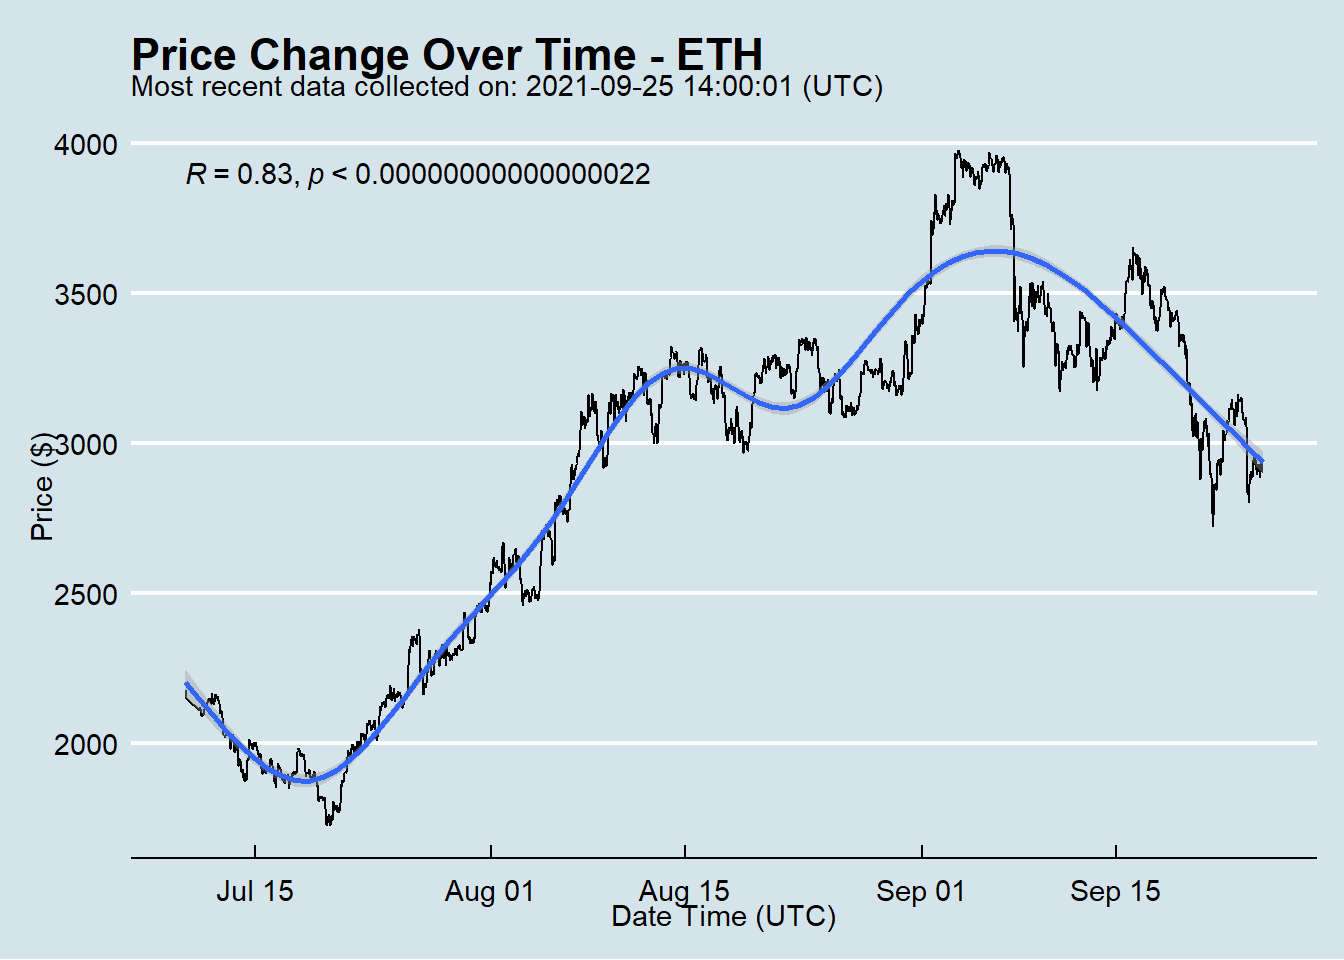 Price Change Over Time - ETH
Most recent data collected on: 2021-09-25 14:00:01 (UTC)
R = 0.83, p < 0.00000000000000022
Price ($)
4000
3500
3000
2500
2000
Jul 15
Aug 01
Aug 15
Sep 01
Sep 15
Date Time (UTC)